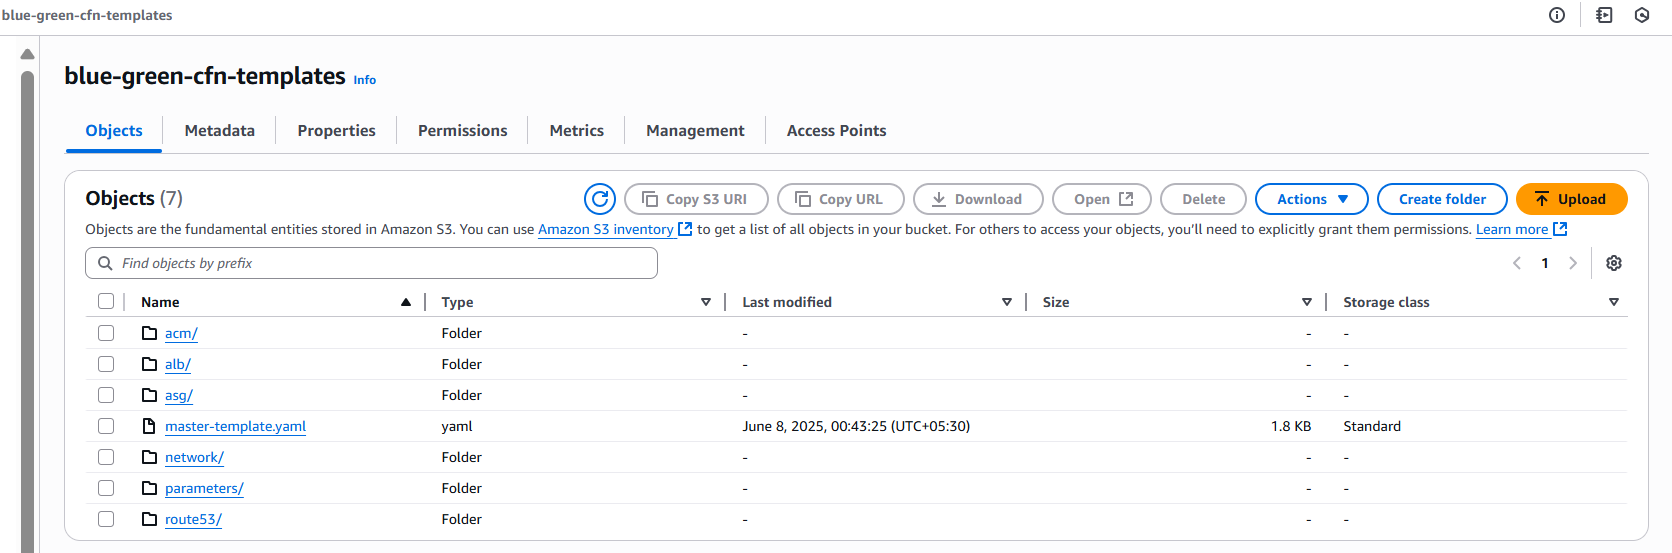 blue-green-cfn-templates
blue-green-cfn-templates Info
Objects Metadata Properties Permissions Metrics Management Access Points
Objects (7) Copy S3 URI Copy URL Download Open Delete Actions Create folder Upload
Objects are the fundamental entities stored in Amazon S3. You can use Amazon S3 inventory to get a list of all objects in your bucket. For others to access your objects, you'll need to explicitly grant them permissions. Learn more
Find objects by prefix 1
Name Type Last modified Size Storage class
acm/ Folder - - -
alb/ Folder - - -
asg/ Folder - - -
master-template.yaml yaml June 8, 2025, 00:43:25 (UTC+05:30) 1.8 KB Standard
network/ Folder - - -
parameters/ Folder - - -
route53/ Folder - - -